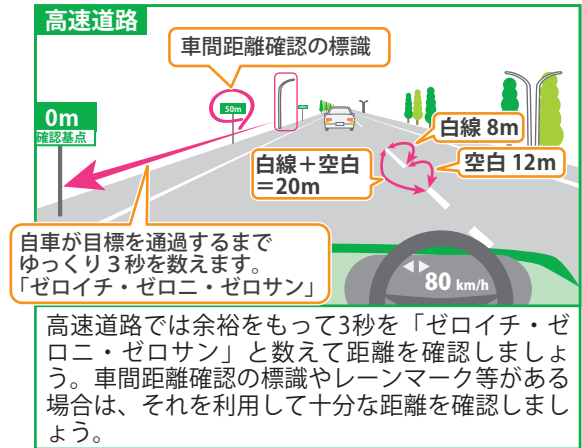 高速道路
車間距離確認の標識
50m
0m
確認基点
白線 8m
空白 12m
白線＋空白
＝20m
自車が目標を通過するまで
ゆっくり３秒を数えます。
「ゼロイチ・ゼロニ・ゼロサン」
80 km/h
高速道路では余裕をもって3秒を「ゼロイチ・ゼ
ロニ・ゼロサン」と数えて距離を確認しましょ
う。車間距離確認の標識やレーンマーク等がある
場合は、それを利用して十分な距離を確認しまし
ょう。